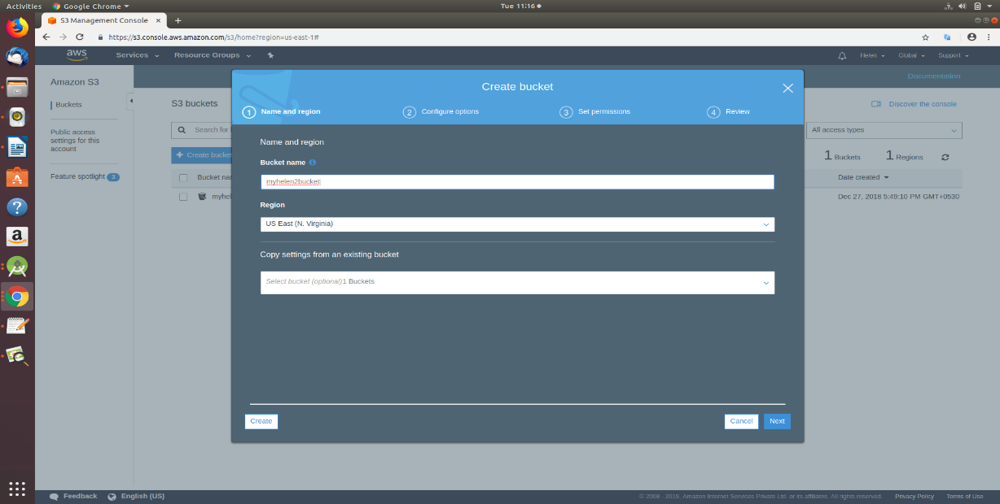 Activities Google Chrome Tue 11:16
S3 Management Console
https://s3.console.aws.amazon.com/s3/home?region=us-east-1#
aws Services Resource Groups Helen Global Support
Amazon S3
Buckets
Public access
settings for this
account
Feature spotlight 3
Documentation
S3 buckets
Discover the console
Search for
All access types
+ Create bucke
1 Buckets 1 Regions
Bucket na
Date created
myhel
Dec 27, 2018 5:49:10 PM GMT+0530
Create bucket
1 Name and region 2 Configure options 3 Set permissions 4 Review
Name and region
Bucket name
myhelen2bucket
Region
US East (N. Virginia)
Copy settings from an existing bucket
Select bucket (optional)1 Buckets
Create Cancel Next
Feedback English (US) © 2008 - 2019, Amazon Internet Services Private Ltd. or its affiliates. All rights reserved. Privacy Policy Terms of Use